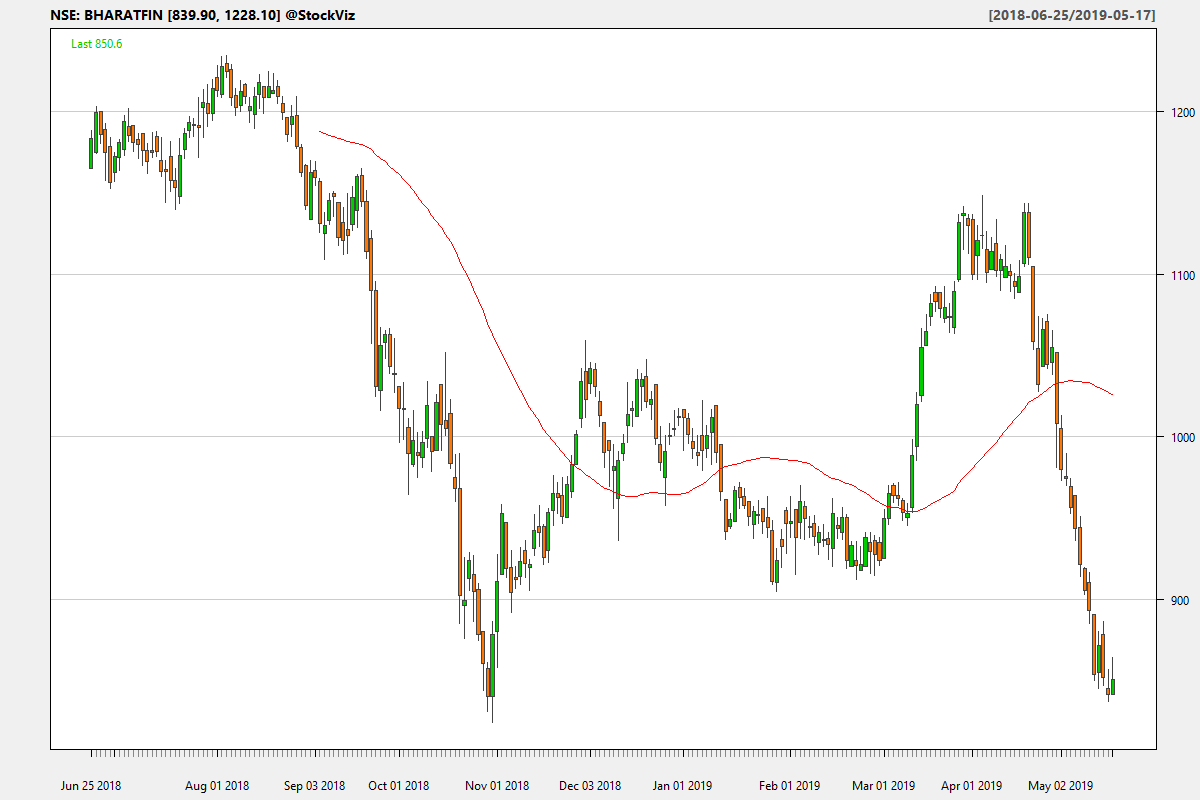 NSE: BHARATFIN [839.90, 1228.10] @StockViz
[2018-06-25/2019-05-17]
Last 850.6
1200
1100
1000
900
Jun 25 2018
Aug 01 2018
Sep 03 2018
Oct 01 2018
Nov 01 2018
Dec 03 2018
Jan 01 2019
Feb 01 2019
Mar 01 2019
Apr 01 2019
May 02 2019